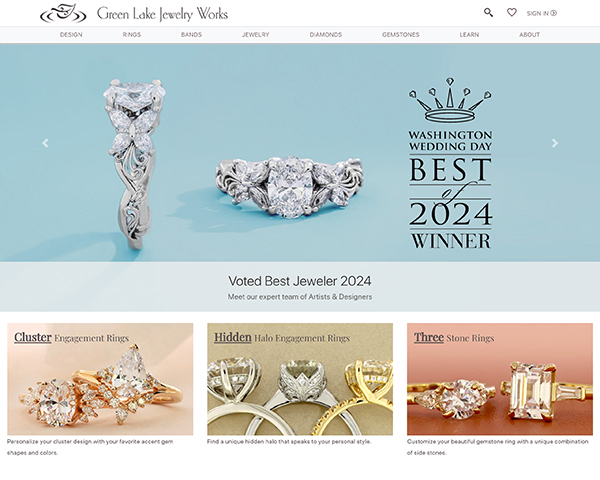 Green Lake Jewelry Works
SIGN IN
DESIGN RINGS BANDS JEWELRY DIAMONDS GEMSTONES LEARN ABOUT
WASHINGTON
WEDDING DAY
BEST
of
2024
WINNER
Voted Best Jeweler 2024
Meet our expert team of Artists & Designers
Cluster Engagement Rings
Personalize your cluster design with your favorite accent gem
shapes and colors.
Hidden Halo Engagement Rings
Find a unique hidden halo that speaks to your personal style.
Three Stone Rings
Customize your beautiful gemstone ring with a unique combination
of side stones.